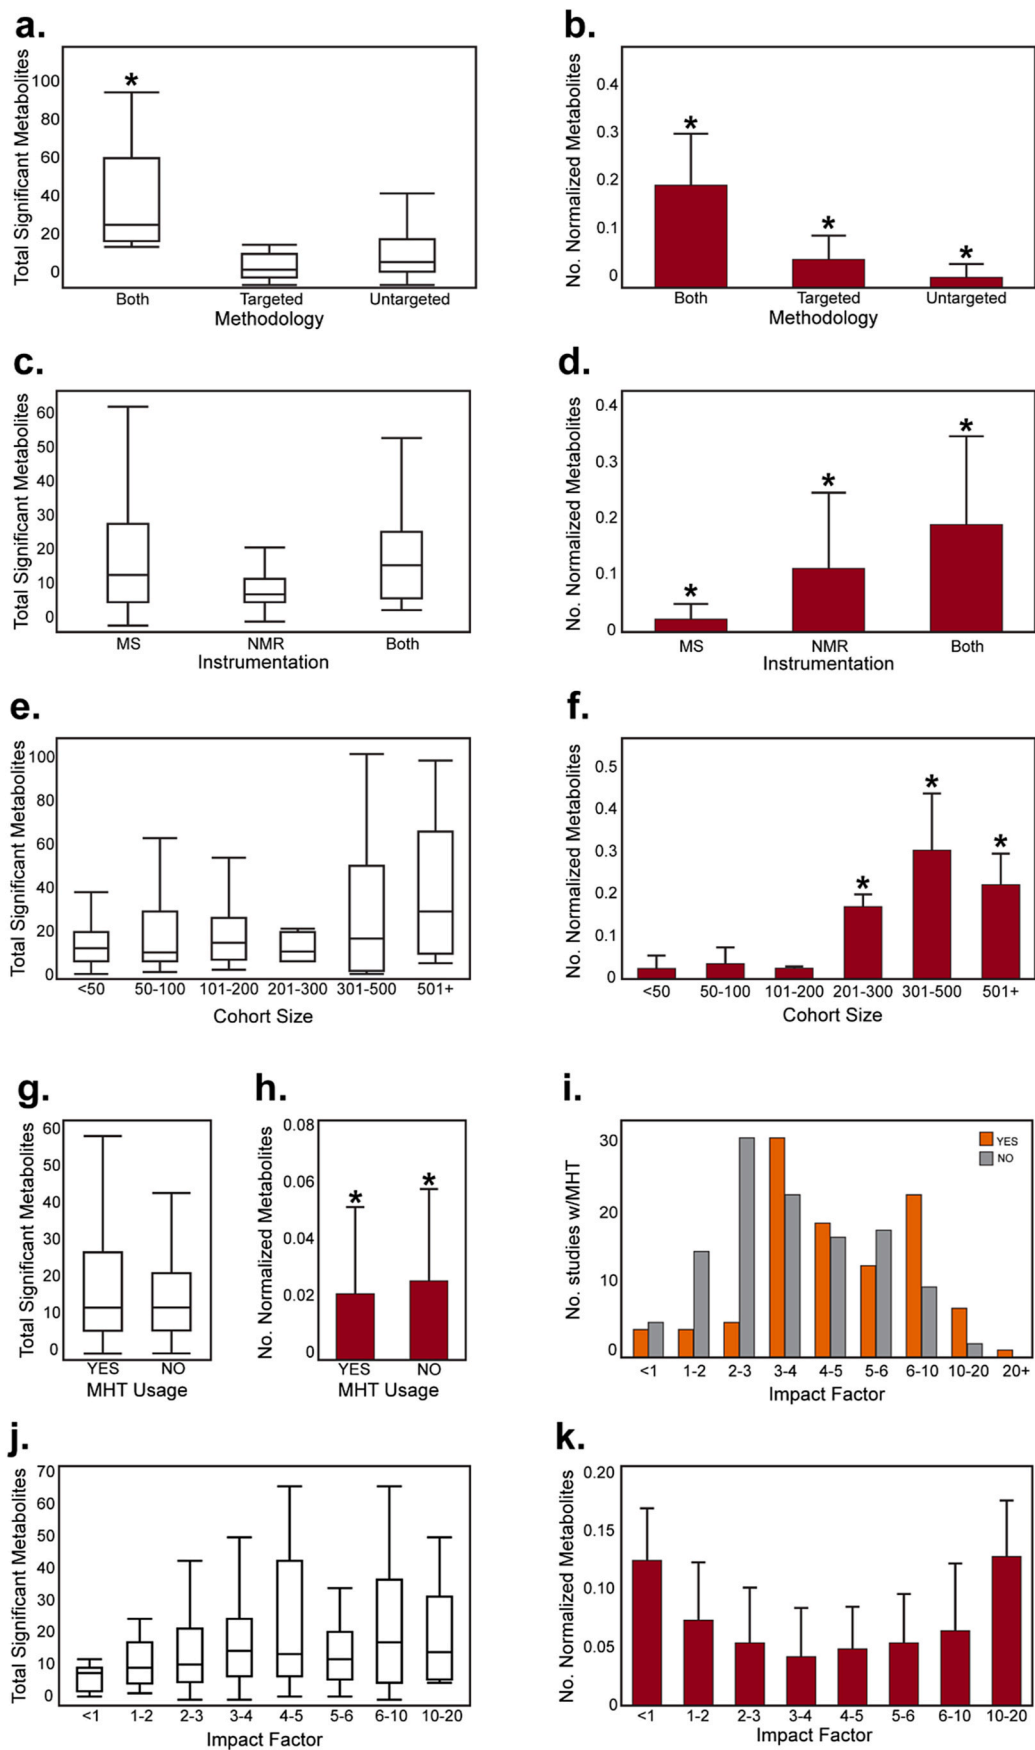 a.
Total Significant Metabolites
100
80
60
40
20
0
*
Both Targeted Untargeted
Methodology
b.
No. Normalized Metabolites
0.4
0.3
0.2
0.1
0
* * *
Both Targeted Untargeted
Methodology
c.
Total Significant Metabolites
60
50
40
30
20
10
0
MS NMR Both
Instrumentation
d.
No. Normalized Metabolites
0.4
0.3
0.2
0.1
0
* * *
MS NMR Both
Instrumentation
e.
Total Significant Metabolites
100
80
60
40
20
0
<50 50-100 101-200 201-300 301-500 501+
Cohort Size
f.
No. Normalized Metabolites
0.5
0.4
0.3
0.2
0.1
0
* * *
<50 50-100 101-200 201-300 301-500 501+
Cohort Size
g.
Total Significant Metabolites
60
50
40
30
20
10
0
YES NO
MHT Usage
h.
No. Normalized Metabolites
0.08
0.06
0.04
0.02
0
* *
YES NO
MHT Usage
i.
No. studies w/MHT
30
20
10
0
YES
NO
<1 1-2 2-3 3-4 4-5 5-6 6-10 10-20 20+
Impact Factor
j.
Total Significant Metabolites
70
60
50
40
30
20
10
0
<1 1-2 2-3 3-4 4-5 5-6 6-10 10-20
Impact Factor
k.
No. Normalized Metabolites
0.20
0.15
0.10
0.05
0
<1 1-2 2-3 3-4 4-5 5-6 6-10 10-20
Impact Factor